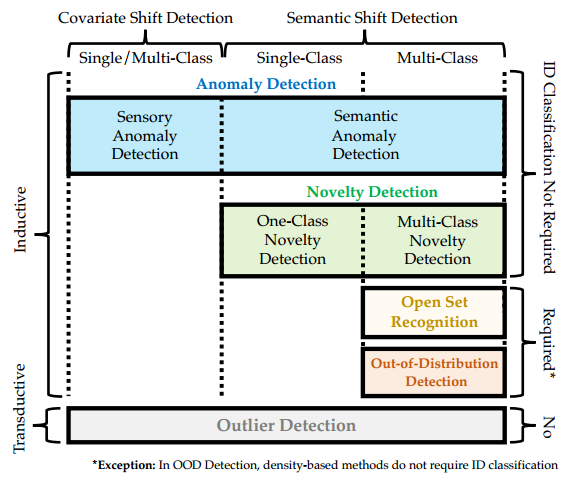 Covariate Shift Detection
Semantic Shift Detection
Single/Multi-Class
Single-Class
Multi-Class
Anomaly Detection
Sensory
Anomaly
Detection
Semantic
Anomaly
Detection
Novelty Detection
One-Class
Novelty
Detection
Multi-Class
Novelty
Detection
Open Set
Recognition
Out-of-Distribution
Detection
Outlier Detection
Inductive
Transductive
ID Classification Not Required
Required*
No
*Exception: In OOD Detection, density-based methods do not require ID classification